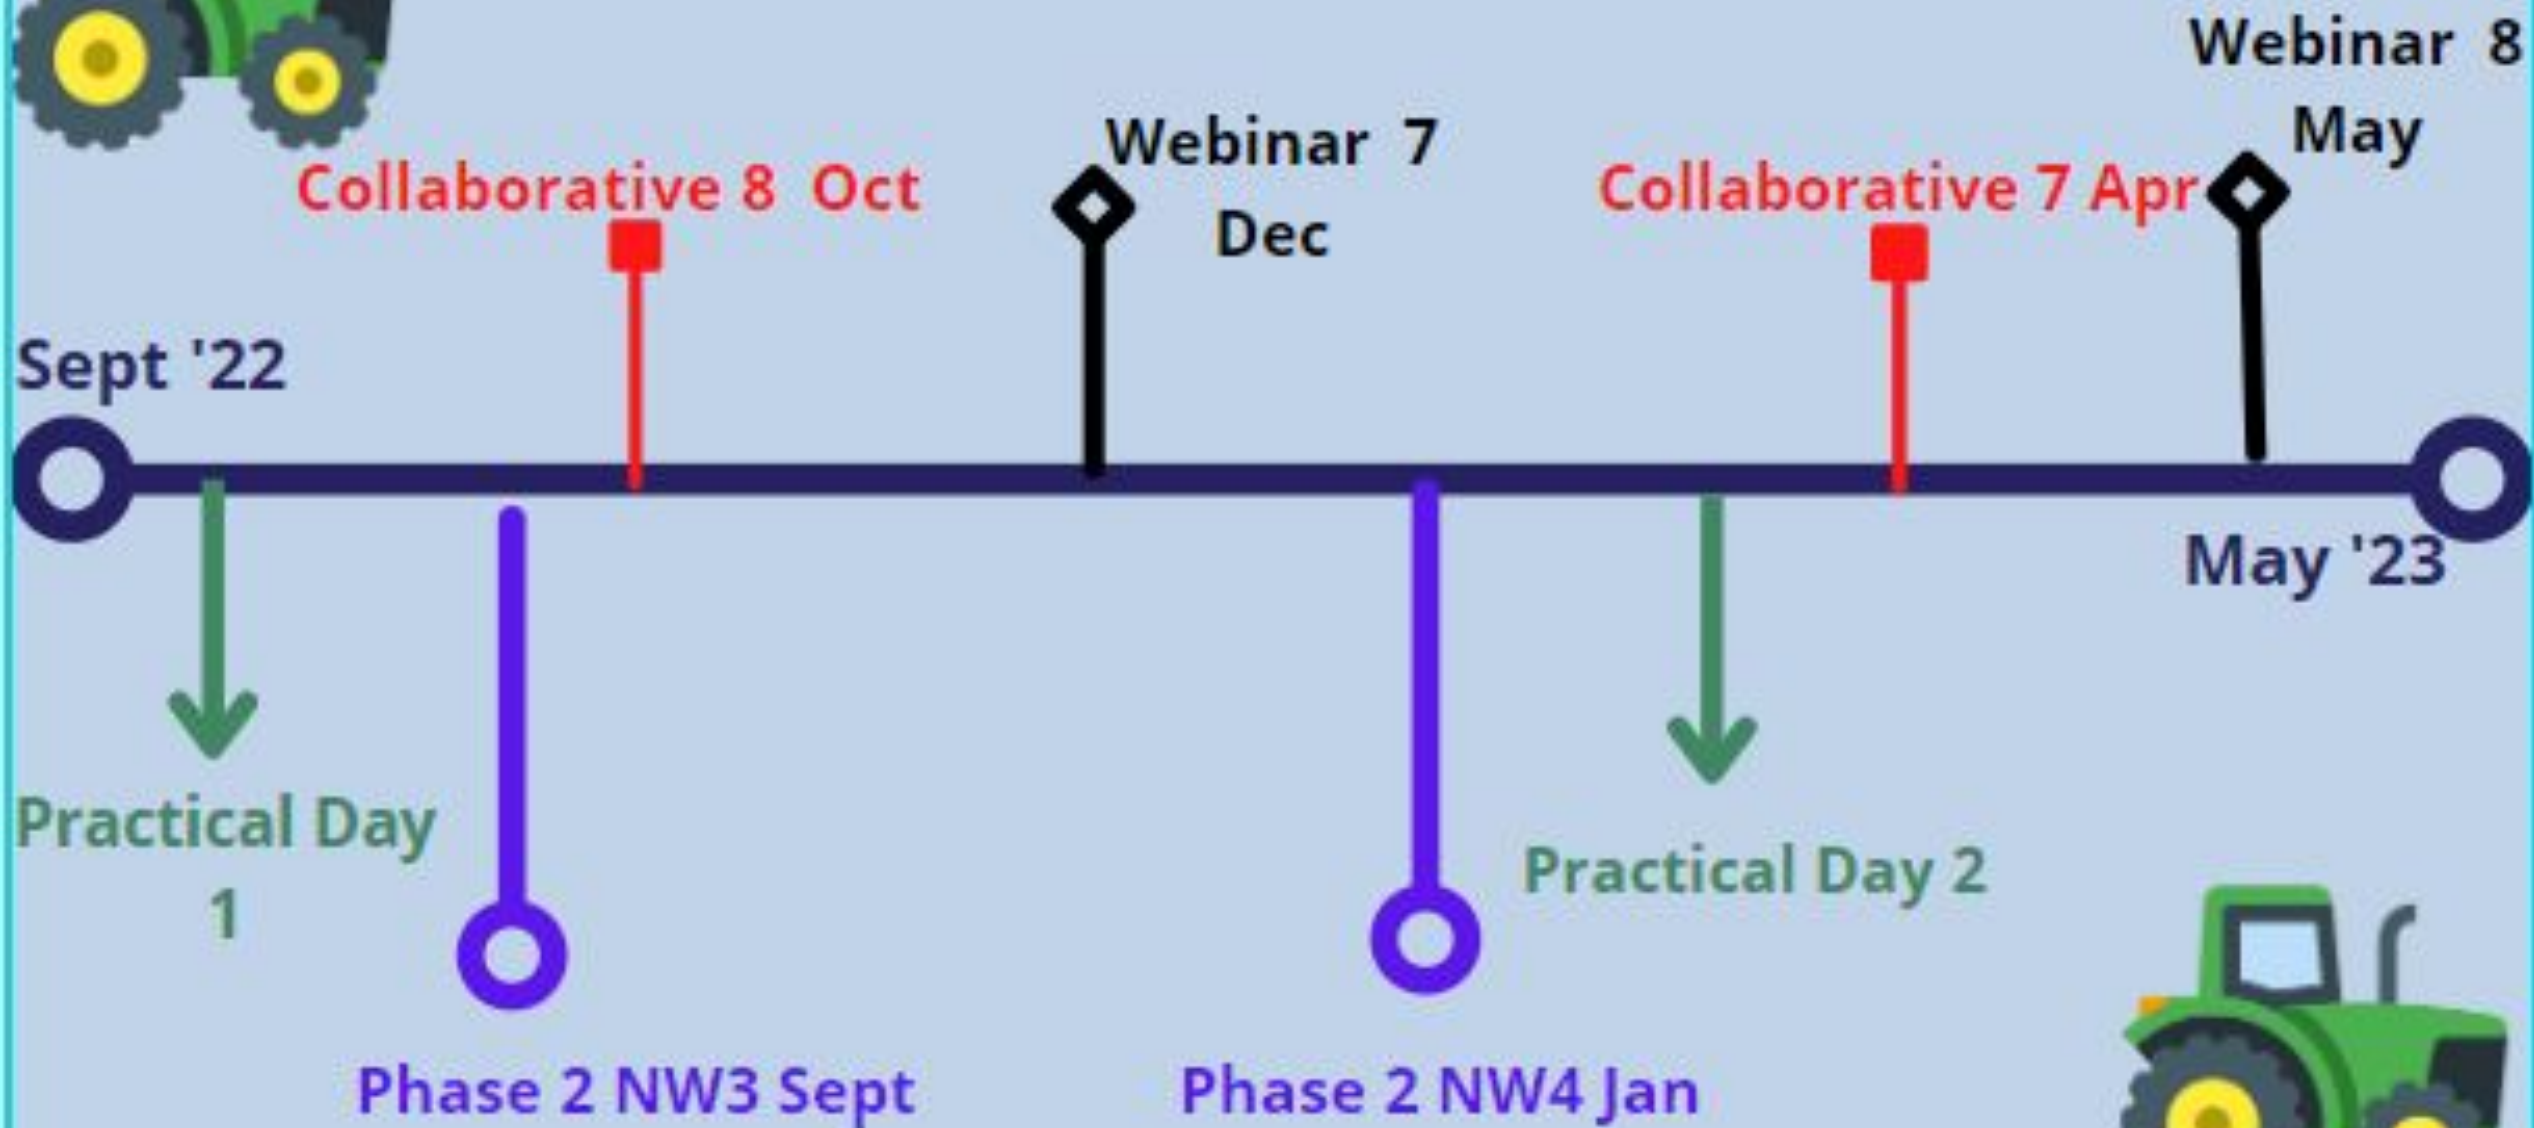 Webinar 8
May
Webinar 7
Dec
Collaborative 8 Oct
Collaborative 7 Apr
Sept '22
May '23
Practical Day
1
Practical Day 2
Phase 2 NW3 Sept
Phase 2 NW4 Jan